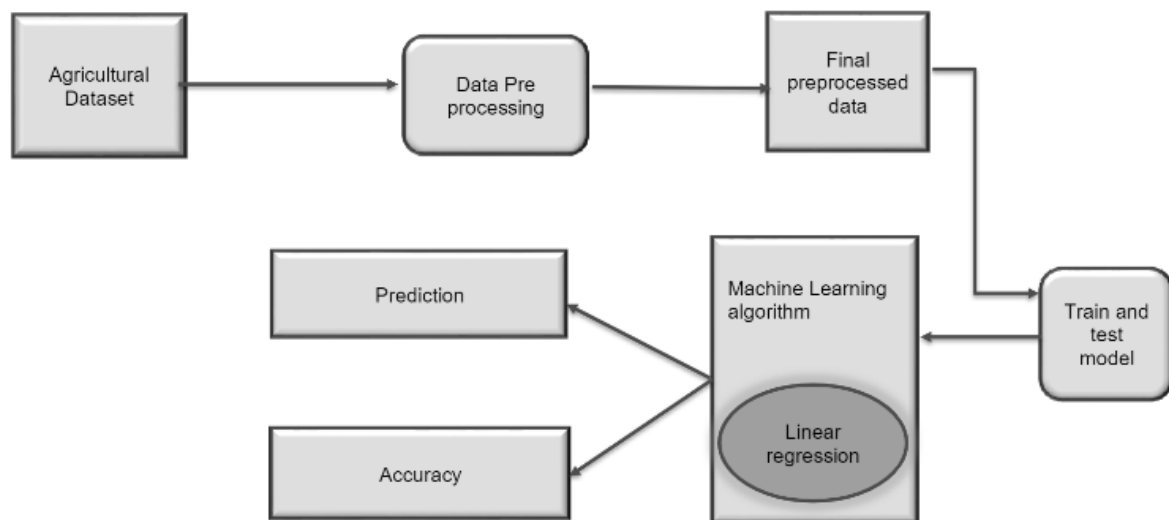 Agricultural
Dataset
Data Pre
processing
Final
preprocessed
data
Train and
test
model
Machine Learning
algorithm
Linear
regression
Prediction
Accuracy